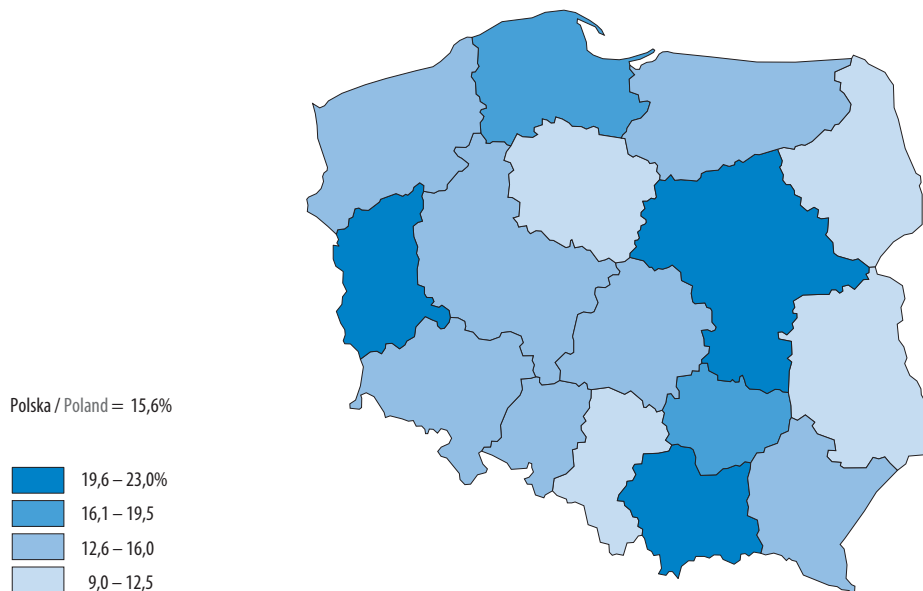 Polska / Poland = 15,6%
19,6 – 23,0%
16,1 – 19,5
12,6 – 16,0
9,0 – 12,5